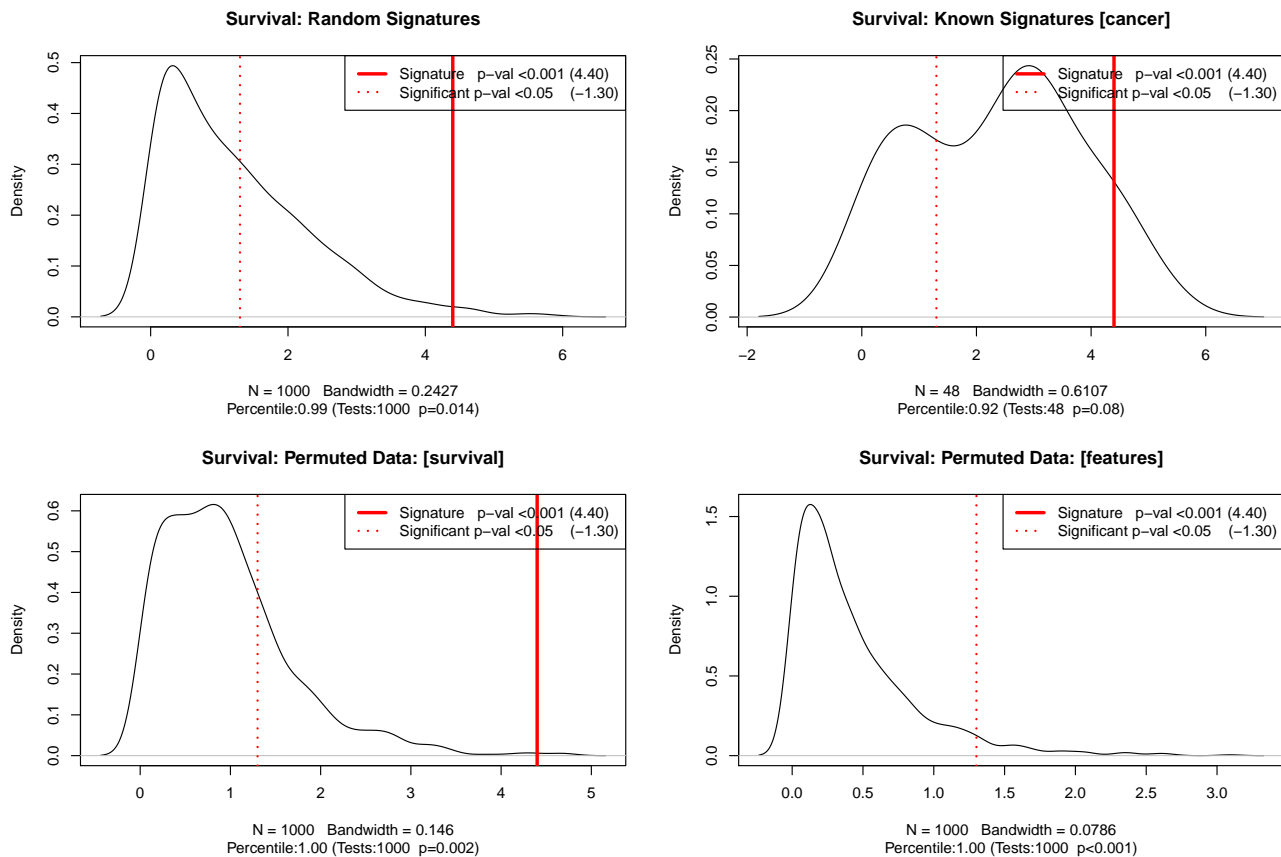 Survival: Random Signatures
Density
0.0 0.1 0.2 0.3 0.4 0.5
Signature p−val <0.001 (4.40)
Significant p−val <0.05 (−1.30)
0 2 4 6
N = 1000 Bandwidth = 0.2427
Percentile:0.99 (Tests:1000 p=0.014)
Survival: Known Signatures [cancer]
Density
0.00 0.05 0.10 0.15 0.20 0.25
Signature p−val <0.001 (4.40)
Significant p−val <0.05 (−1.30)
−2 0 2 4 6
N = 48 Bandwidth = 0.6107
Percentile:0.92 (Tests:48 p=0.08)
Survival: Permuted Data: [survival]
Density
0.0 0.1 0.2 0.3 0.4 0.5 0.6
Signature p−val <0.001 (4.40)
Significant p−val <0.05 (−1.30)
0 1 2 3 4 5
N = 1000 Bandwidth = 0.146
Percentile:1.00 (Tests:1000 p=0.002)
Survival: Permuted Data: [features]
Density
0.0 0.5 1.0 1.5
Signature p−val <0.001 (4.40)
Significant p−val <0.05 (−1.30)
0.0 0.5 1.0 1.5 2.0 2.5 3.0
N = 1000 Bandwidth = 0.0786
Percentile:1.00 (Tests:1000 p<0.001)